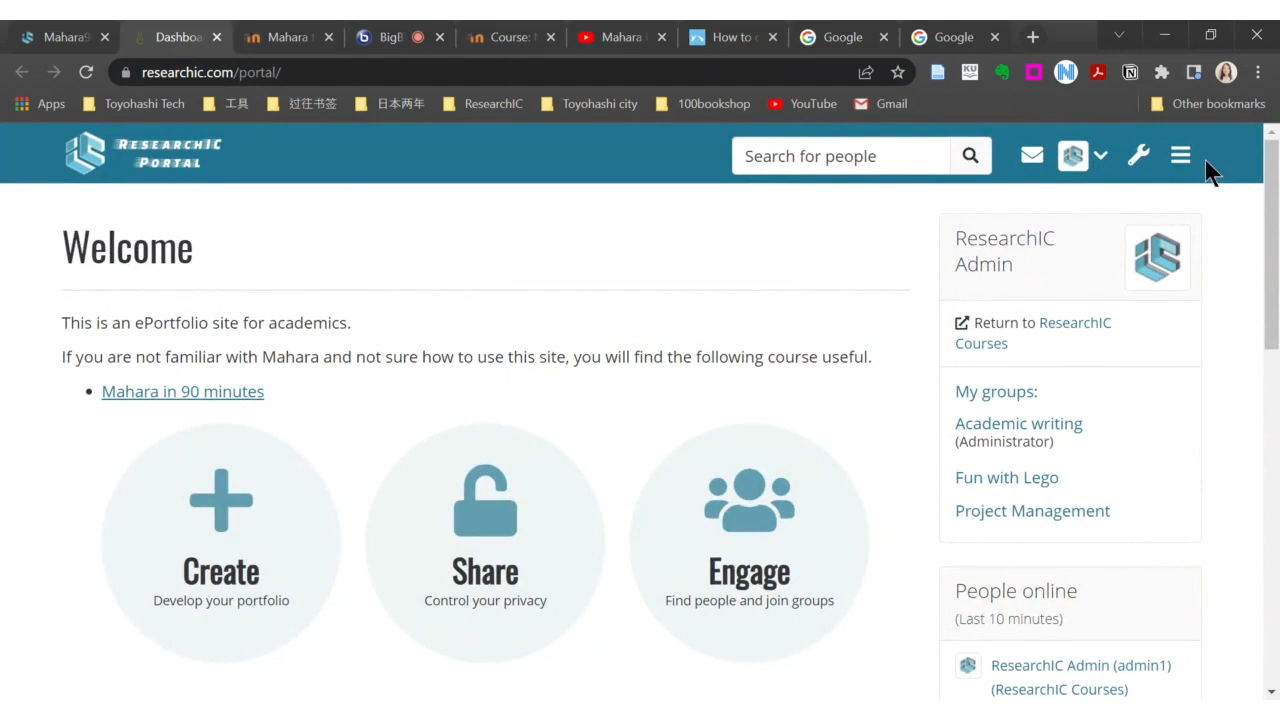 Mahara9
Dashboa
Mahara
BigB
Course:
Mahara
How to
Google
Google
researchic.com/portal/
Apps
Toyohashi Tech
工具
过往书签
日本两年
ResearchIC
Toyohashi city
100bookshop
YouTube
Gmail
Other bookmarks
RESEARCHIC
PORTAL
Search for people
Welcome
This is an ePortfolio site for academics.
If you are not familiar with Mahara and not sure how to use this site, you will find the following course useful.
Mahara in 90 minutes
Create
Develop your portfolio
Share
Control your privacy
Engage
Find people and join groups
ResearchIC
Admin
Return to ResearchIC
Courses
My groups:
Academic writing
(Administrator)
Fun with Lego
Project Management
People online
(Last 10 minutes)
ResearchIC Admin (admin1)
(ResearchIC Courses)